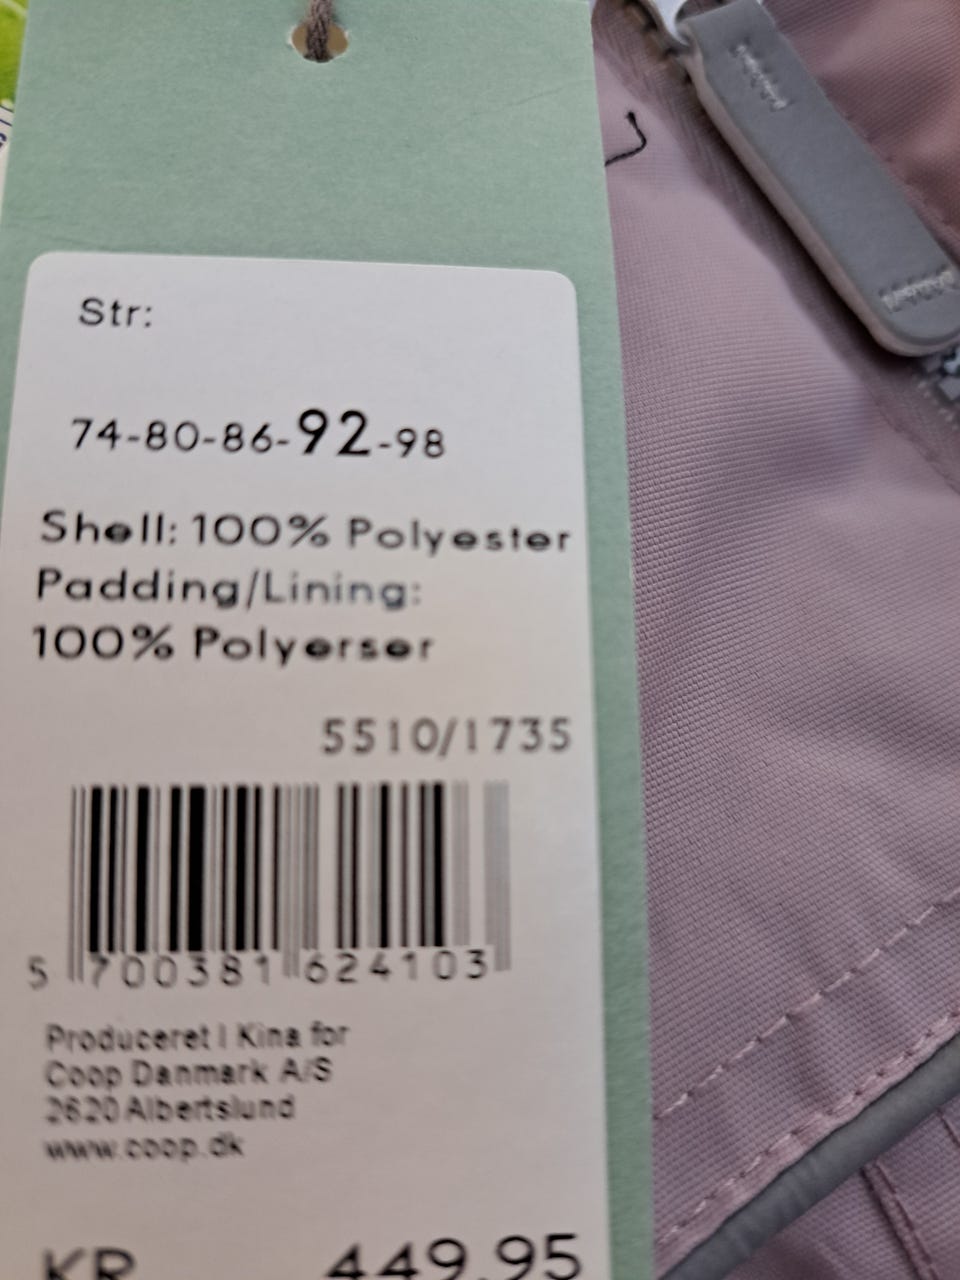 Str:
74-80-86-92-98
Shell: 100% Polyester
Padding/Lining:
100% Polyerser
5510/1735
5 700381 624103
Produceret I Kina for
Coop Danmark A/S
2620 Albertslund
www.coop.dk
KR 449.95